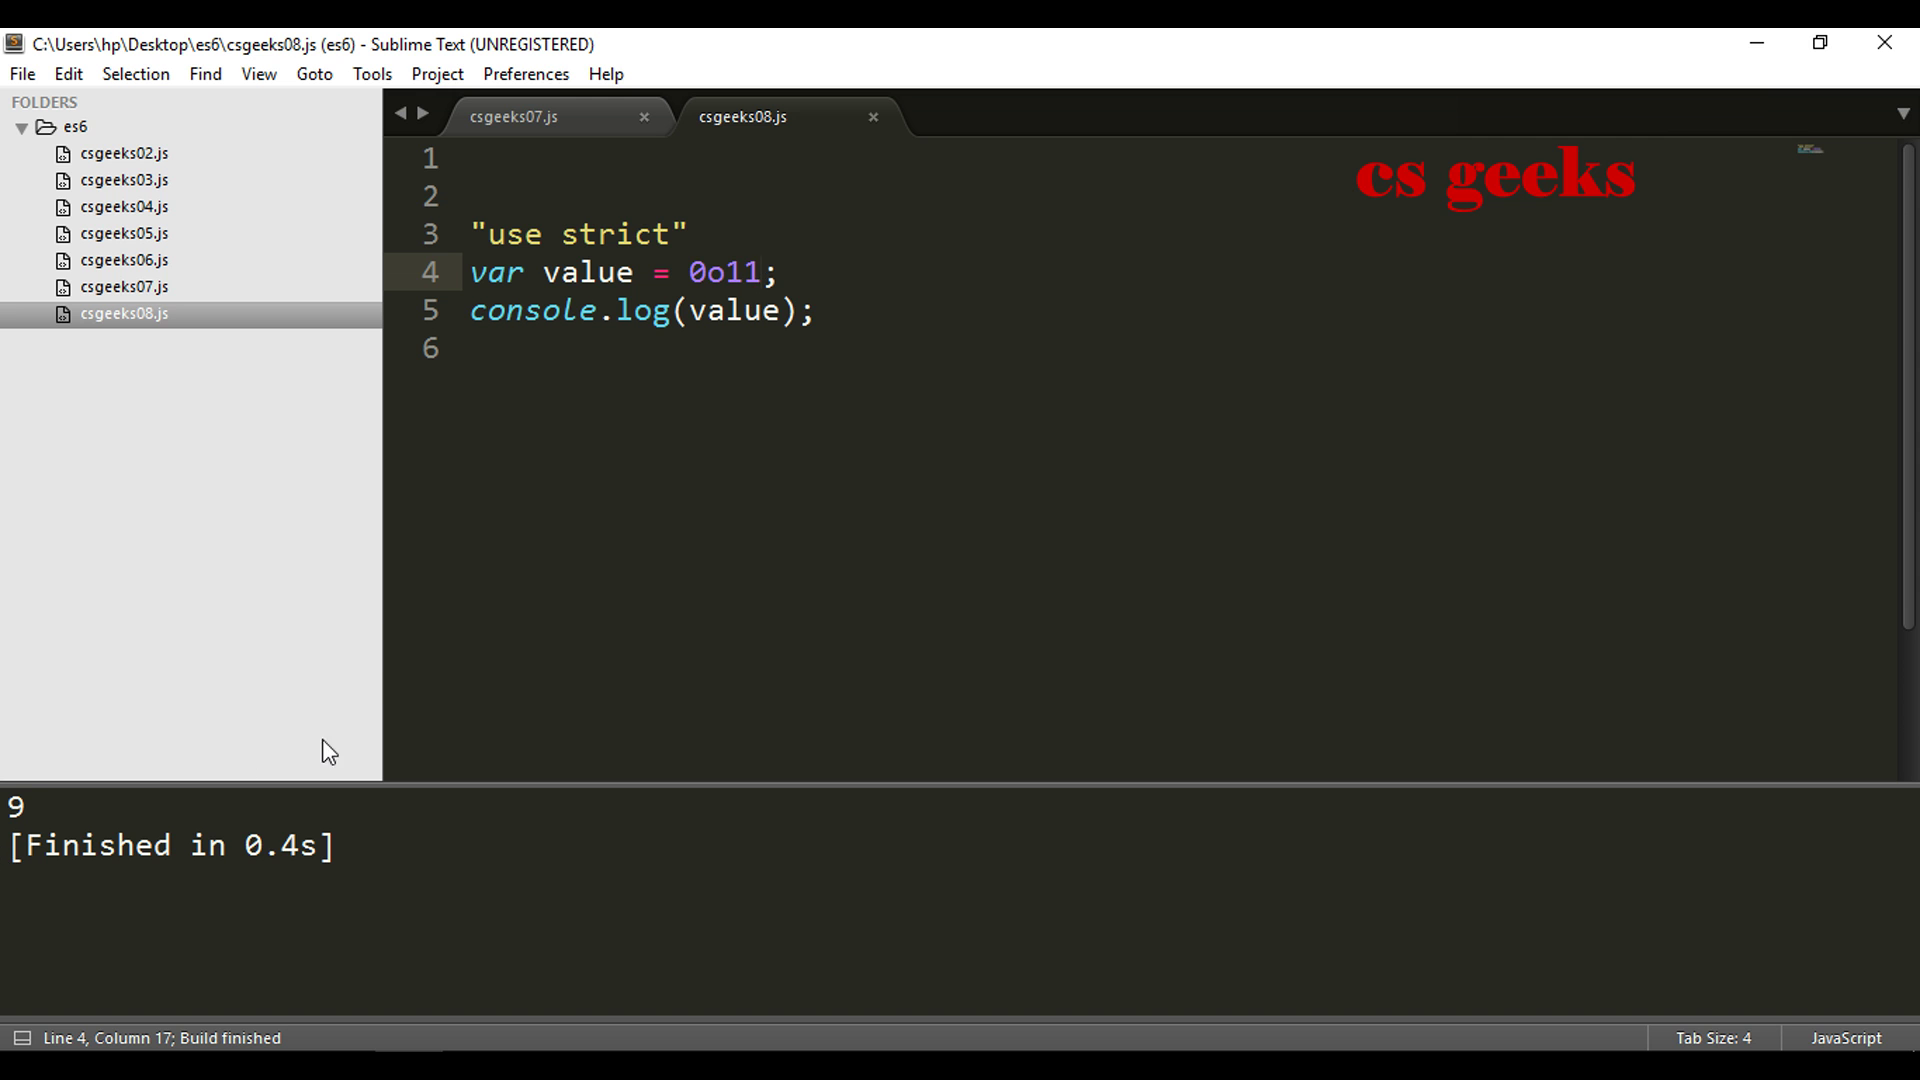 C:\Users\hp\Desktop\es6\csgeeks08.js (es6) - Sublime Text (UNREGISTERED)
File Edit Selection Find View Goto Tools Project Preferences Help
FOLDERS
es6
csgeeks02.js
csgeeks03.js
csgeeks04.js
csgeeks05.js
csgeeks06.js
csgeeks07.js
csgeeks08.js
csgeeks07.js × csgeeks08.js ×
cs geeks
1
2
3 "use strict"
4 var value = 0o11;
5 console.log(value);
6
9
[Finished in 0.4s]
Line 4, Column 17; Build finished Tab Size: 4 JavaScript